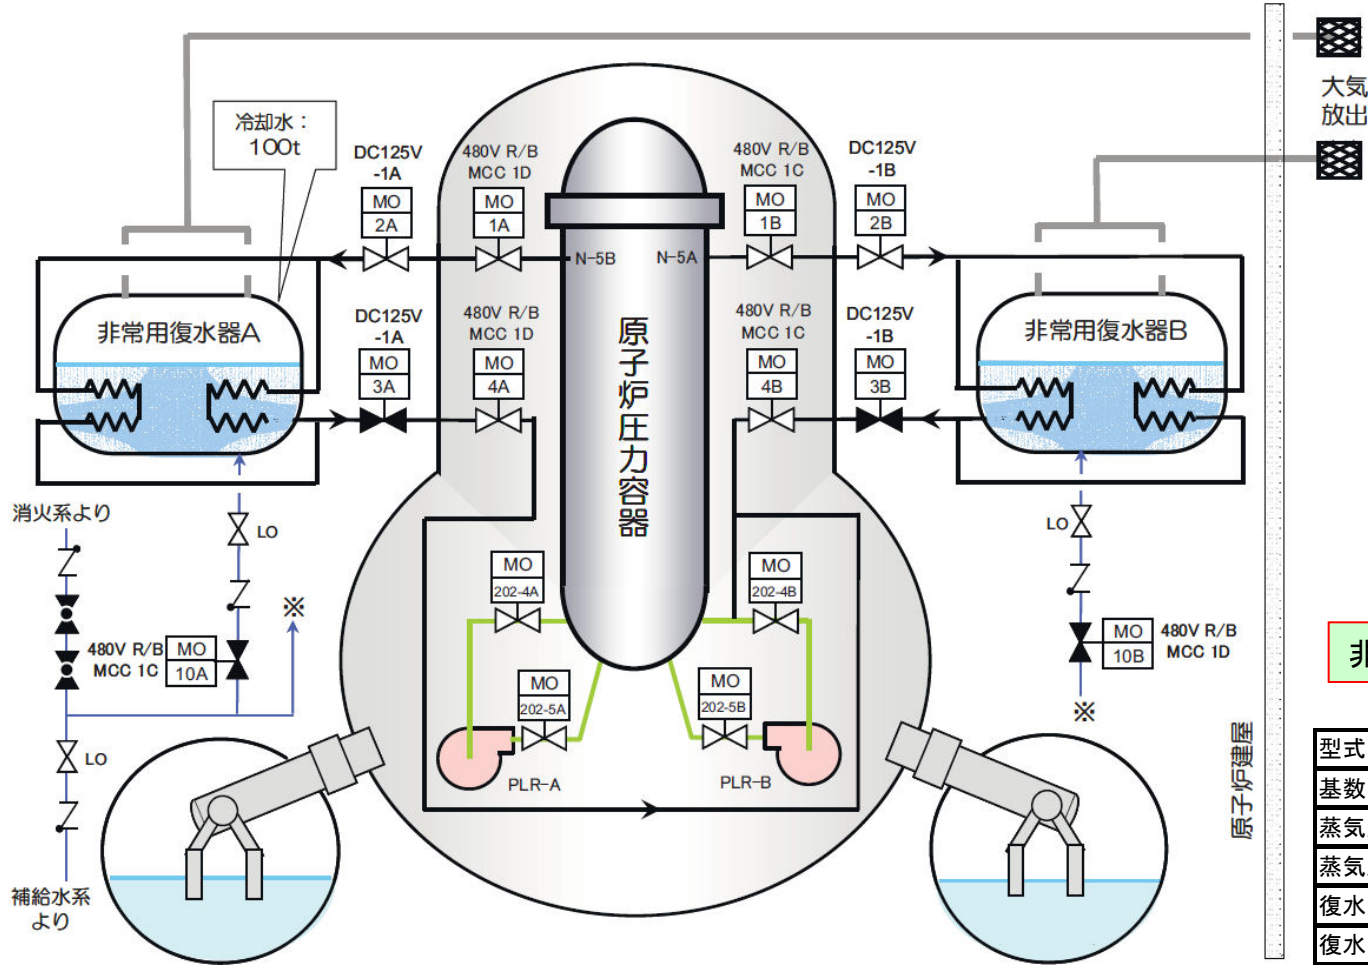 大気
放出
冷却水：
100t
DC125V
-1A
480V R/B
MCC 1D
480V R/B
MCC 1C
DC125V
-1B
MO
2A
MO
1A
MO
1B
MO
2B
N-5B
N-5A
非常用復水器A
DC125V
-1A
480V R/B
MCC 1D
原子炉圧力容器
480V R/B
MCC 1C
DC125V
-1B
非常用復水器B
MO
3A
MO
4A
MO
4B
MO
3B
消火系より
LO
LO
MO
202-4A
MO
202-4B
※
480V R/B
MCC 1C
MO
10A
MO
10B
480V R/B
MCC 1D
非
MO
202-5A
MO
202-5B
※
LO
PLR-A
PLR-B
原子炉建屋
補給水系
より
型式
基数
蒸気
蒸気
復水
復水